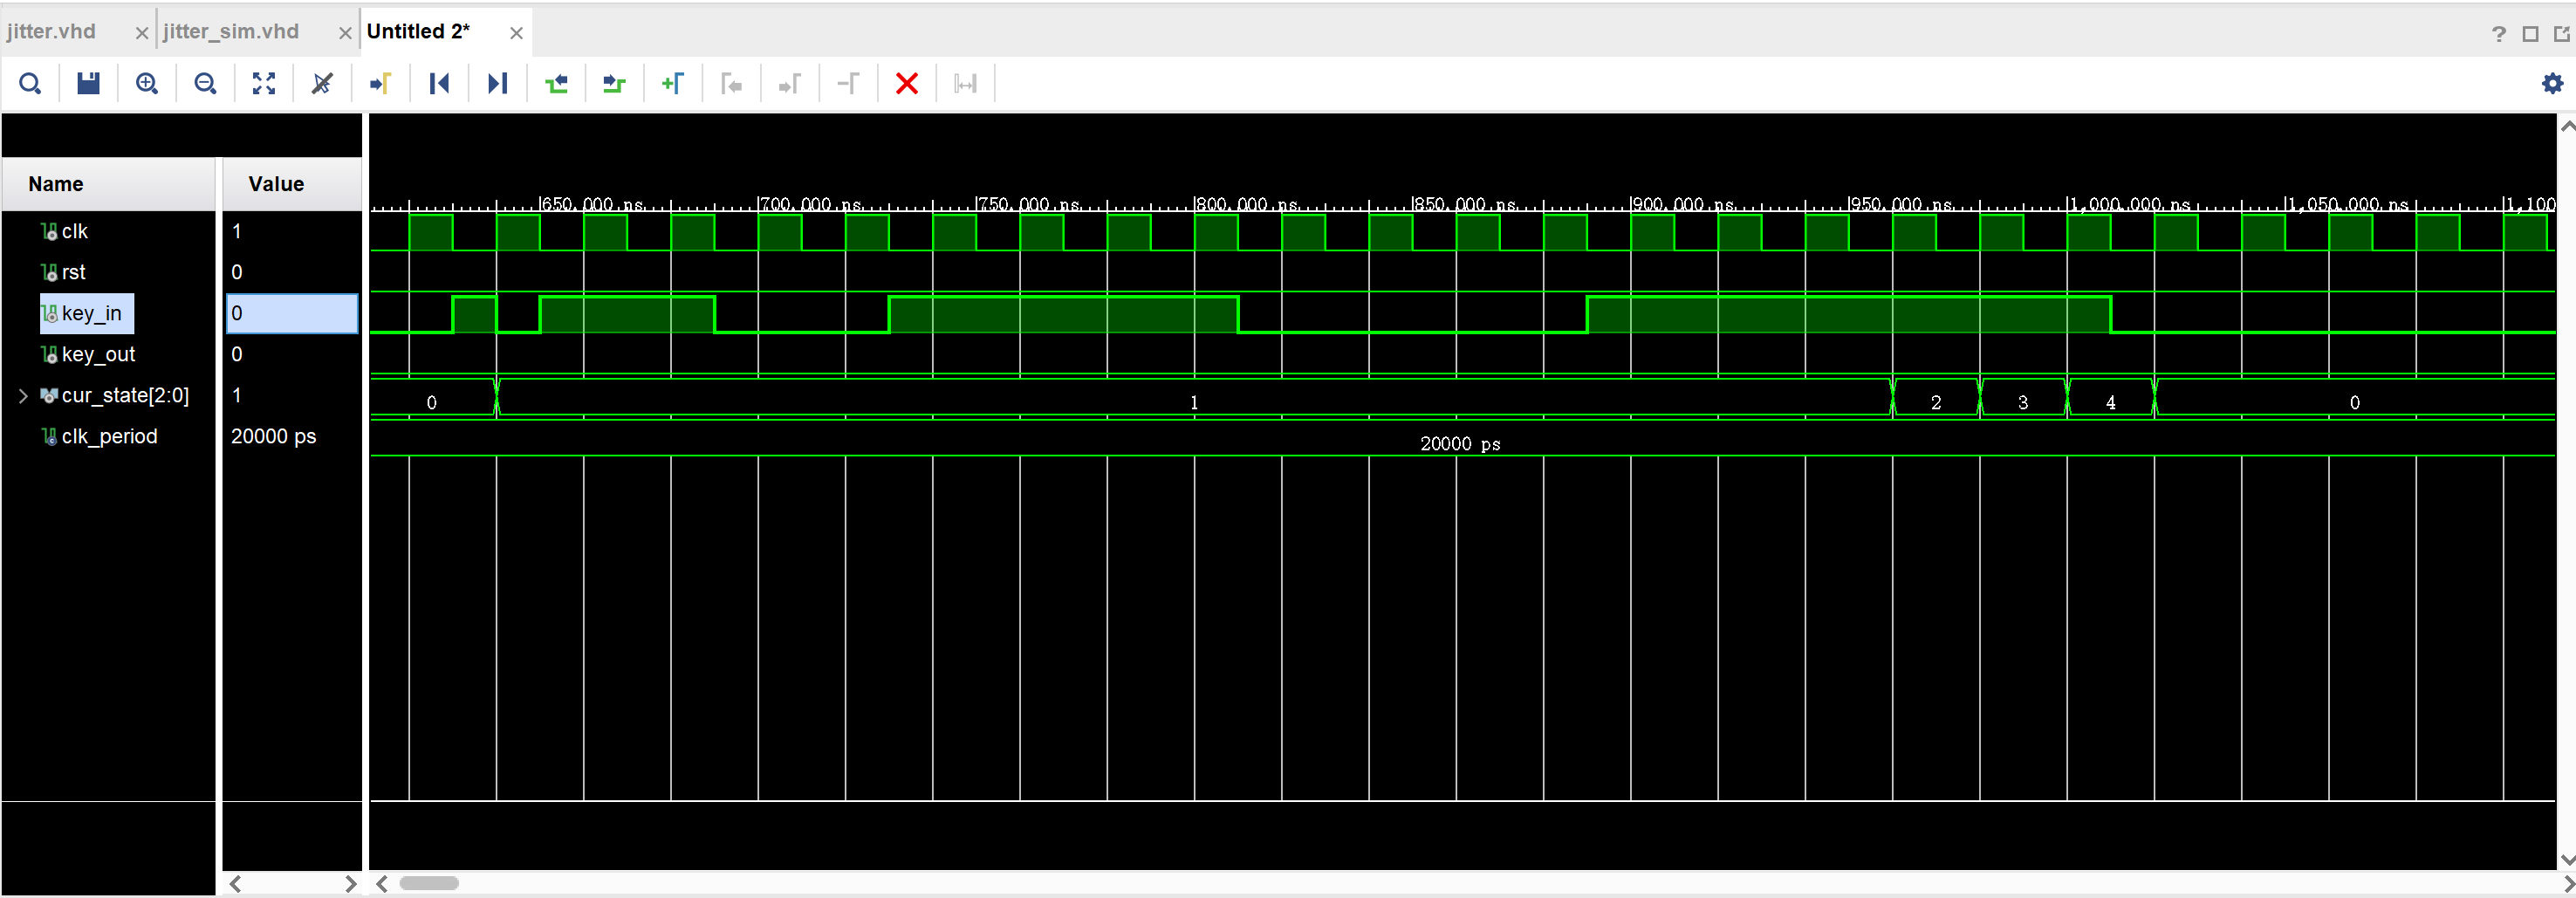 jitter.vhd jitter_sim.vhd Untitled 2*
Name Value
650.000 ns 700.000 ns 750.000 ns 800.000 ns 850.000 ns 900.000 ns 950.000 ns 1,000.000 ns 1,050.000 ns 1,100
clk 1
rst 0
key_in 0
key_out 0
cur_state[2:0] 1 0 1 2 3 4 0
clk_period 20000 ps 20000 ps